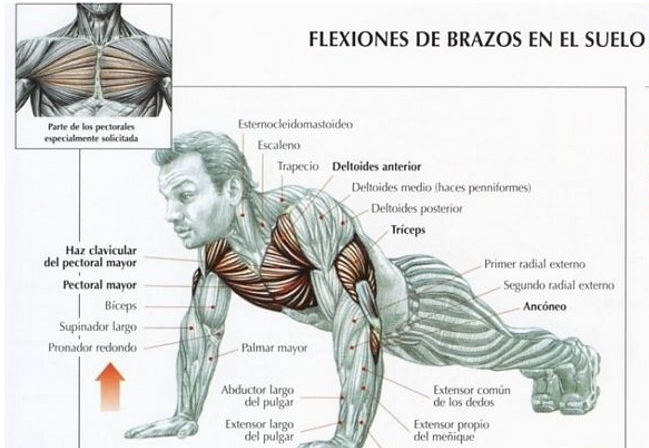 FLEXIONES DE BRAZOS EN EL SUELO
Parte de los pectorales
especialmente solicitada
Esternocleidomastoideo
Escaleno
Trapecio
Deltoides anterior
Deltoides medio (haces penniformes)
Deltoides posterior
Tríceps
Haz clavicular
del pectoral mayor
Pectoral mayor
Bíceps
Supinador largo
Pronador redondo
Primer radial externo
Segundo radial externo
Ancóneo
Palmar mayor
Abductor largo
del pulgar
Extensor largo
del pulgar
Extensor común
de los dedos
Extensor propio
del meñique